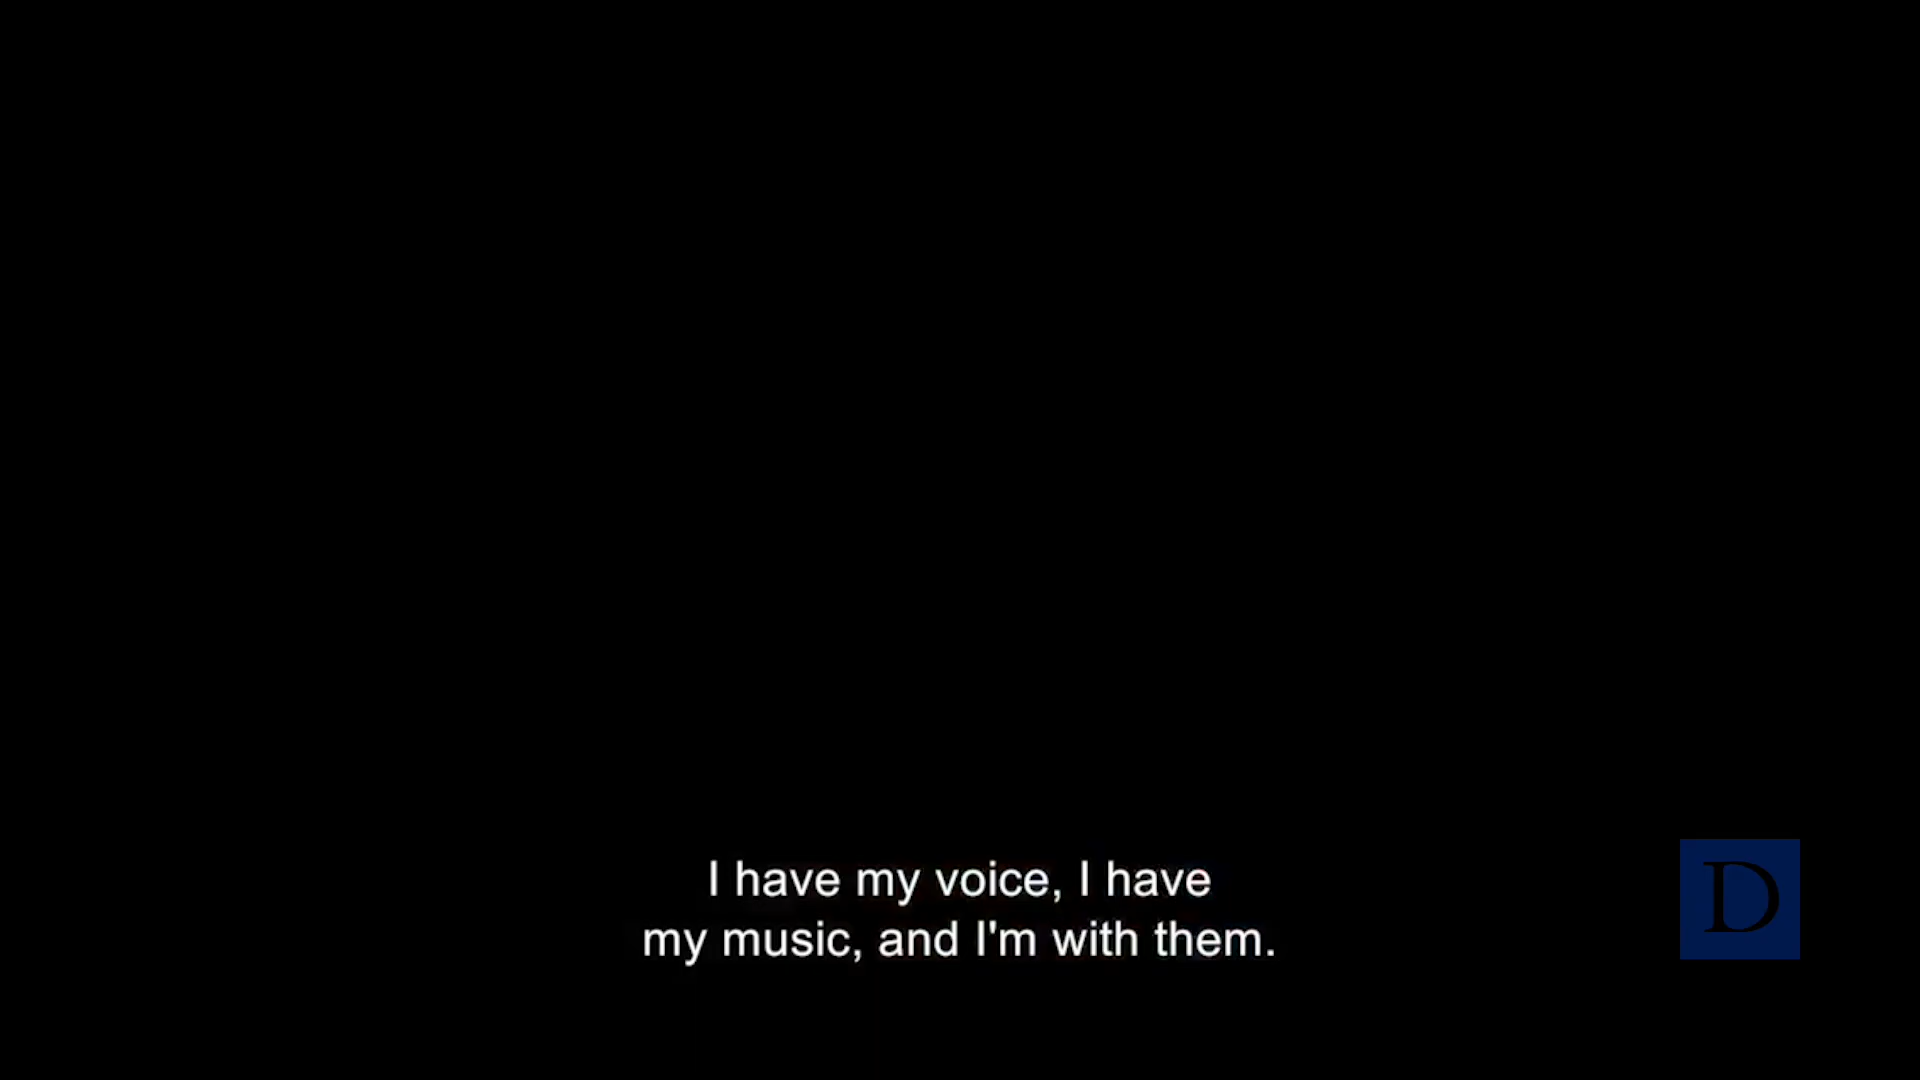 I have my voice, I have
my music, and I'm with them.
D